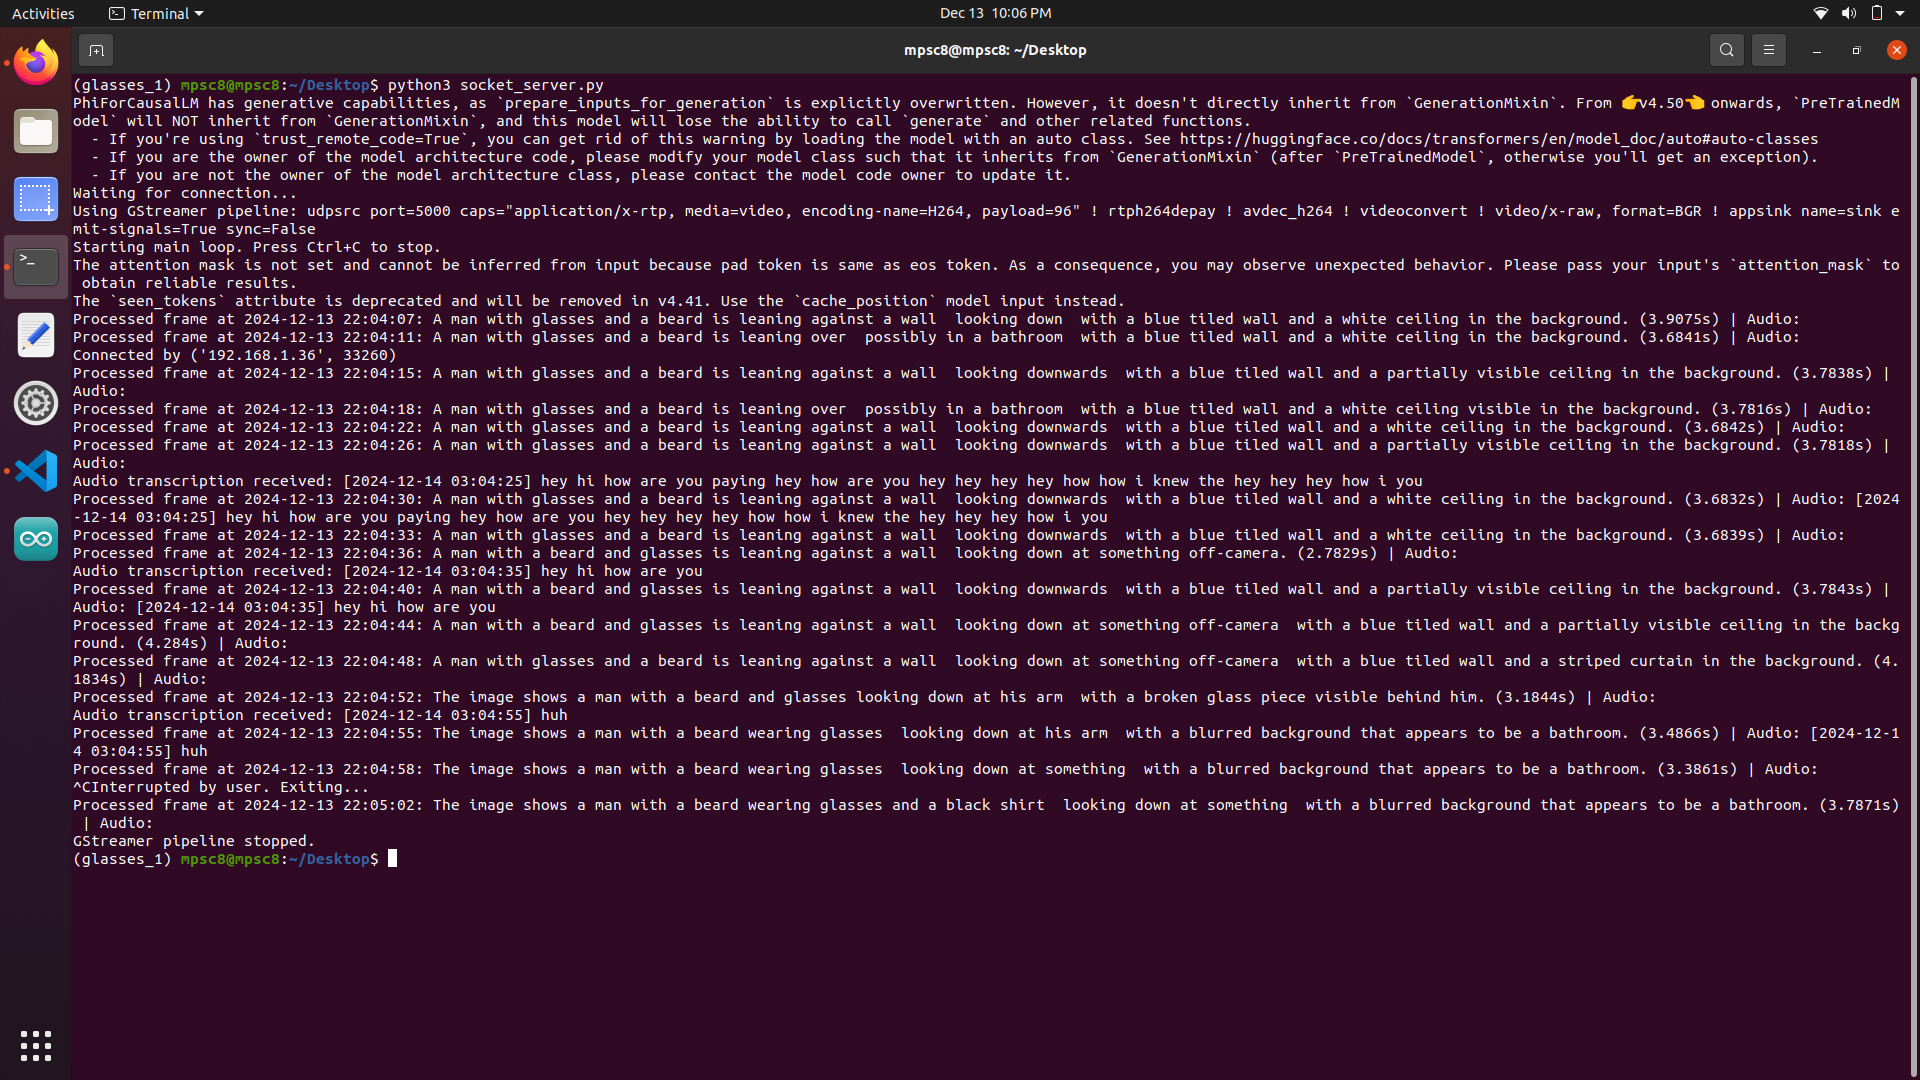 Activities Terminal Dec 13 10:06 PM
mpsc8@mpsc8: ~/Desktop
(glasses_1) mpsc8@mpsc8:~/Desktop$ python3 socket_server.py
PhiForCausalLM has generative capabilities, as `prepare_inputs_for_generation` is explicitly overwritten. However, it doesn't directly inherit from `GenerationMixin`. From 👉v4.50👈 onwards, `PreTrainedM
odel` will NOT inherit from `GenerationMixin`, and this model will lose the ability to call `generate` and other related functions.
  - If you're using `trust_remote_code=True`, you can get rid of this warning by loading the model with an auto class. See https://huggingface.co/docs/transformers/en/model_doc/auto#auto-classes
  - If you are the owner of the model architecture code, please modify your model class such that it inherits from `GenerationMixin` (after `PreTrainedModel`, otherwise you'll get an exception).
  - If you are not the owner of the model architecture class, please contact the model code owner to update it.
Waiting for connection...
Using GStreamer pipeline: udpsrc port=5000 caps="application/x-rtp, media=video, encoding-name=H264, payload=96" ! rtph264depay ! avdec_h264 ! videoconvert ! video/x-raw, format=BGR ! appsink name=sink e
mit-signals=True sync=False
Starting main loop. Press Ctrl+C to stop.
The attention mask is not set and cannot be inferred from input because pad token is same as eos token. As a consequence, you may observe unexpected behavior. Please pass your input's `attention_mask` to
 obtain reliable results.
The `seen_tokens` attribute is deprecated and will be removed in v4.41. Use the `cache_position` model input instead.
Processed frame at 2024-12-13 22:04:07: A man with glasses and a beard is leaning against a wall  looking down  with a blue tiled wall and a white ceiling in the background. (3.9075s) | Audio:
Processed frame at 2024-12-13 22:04:11: A man with glasses and a beard is leaning over  possibly in a bathroom  with a blue tiled wall and a white ceiling in the background. (3.6841s) | Audio:
Connected by ('192.168.1.36', 33260)
Processed frame at 2024-12-13 22:04:15: A man with glasses and a beard is leaning against a wall  looking downwards  with a blue tiled wall and a partially visible ceiling in the background. (3.7838s) |
Audio:
Processed frame at 2024-12-13 22:04:18: A man with glasses and a beard is leaning over  possibly in a bathroom  with a blue tiled wall and a white ceiling visible in the background. (3.7816s) | Audio:
Processed frame at 2024-12-13 22:04:22: A man with glasses and a beard is leaning against a wall  looking downwards  with a blue tiled wall and a white ceiling in the background. (3.6842s) | Audio:
Processed frame at 2024-12-13 22:04:26: A man with glasses and a beard is leaning against a wall  looking downwards  with a blue tiled wall and a partially visible ceiling in the background. (3.7818s) |
Audio:
Audio transcription received: [2024-12-14 03:04:25] hey hi how are you paying hey how are you hey hey hey hey how how i knew the hey hey hey how i you
Processed frame at 2024-12-13 22:04:30: A man with glasses and a beard is leaning against a wall  looking downwards  with a blue tiled wall and a white ceiling in the background. (3.6832s) | Audio: [2024
-12-14 03:04:25] hey hi how are you paying hey how are you hey hey hey hey how how i knew the hey hey hey how i you
Processed frame at 2024-12-13 22:04:33: A man with glasses and a beard is leaning against a wall  looking downwards  with a blue tiled wall and a white ceiling in the background. (3.6839s) | Audio:
Processed frame at 2024-12-13 22:04:36: A man with a beard and glasses is leaning against a wall  looking down at something off-camera. (2.7829s) | Audio:
Audio transcription received: [2024-12-14 03:04:35] hey hi how are you
Processed frame at 2024-12-13 22:04:40: A man with a beard and glasses is leaning against a wall  looking downwards  with a blue tiled wall and a partially visible ceiling in the background. (3.7843s) |
Audio: [2024-12-14 03:04:35] hey hi how are you
Processed frame at 2024-12-13 22:04:44: A man with a beard and glasses is leaning against a wall  looking down at something off-camera  with a blue tiled wall and a partially visible ceiling in the backg
round. (4.284s) | Audio:
Processed frame at 2024-12-13 22:04:48: A man with glasses and a beard is leaning against a wall  looking down at something off-camera  with a blue tiled wall and a striped curtain in the background. (4.
1834s) | Audio:
Processed frame at 2024-12-13 22:04:52: The image shows a man with a beard and glasses looking down at his arm  with a broken glass piece visible behind him. (3.1844s) | Audio:
Audio transcription received: [2024-12-14 03:04:55] huh
Processed frame at 2024-12-13 22:04:55: The image shows a man with a beard wearing glasses  looking down at his arm  with a blurred background that appears to be a bathroom. (3.4866s) | Audio: [2024-12-1
4 03:04:55] huh
Processed frame at 2024-12-13 22:04:58: The image shows a man with a beard wearing glasses  looking down at something  with a blurred background that appears to be a bathroom. (3.3861s) | Audio:
^CInterrupted by user. Exiting...
Processed frame at 2024-12-13 22:05:02: The image shows a man with a beard wearing glasses and a black shirt  looking down at something  with a blurred background that appears to be a bathroom. (3.7871s)
 | Audio:
GStreamer pipeline stopped.
(glasses_1) mpsc8@mpsc8:~/Desktop$